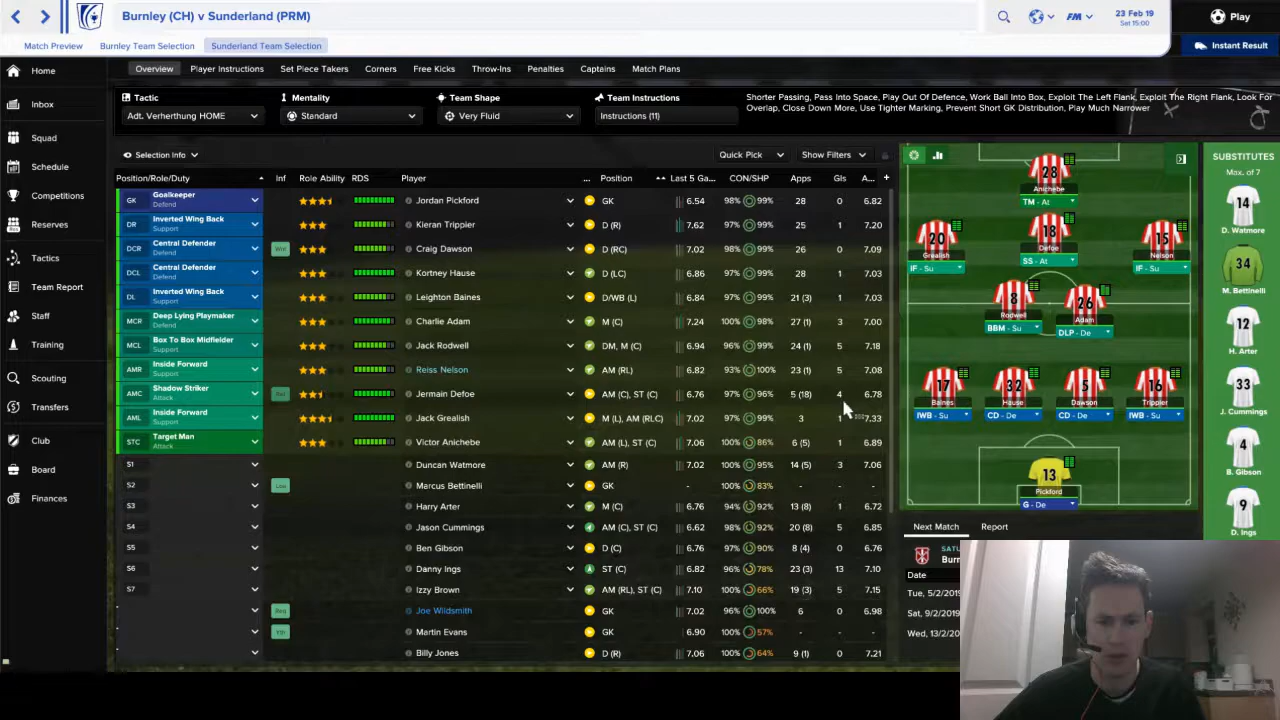 Burnley (CH) v Sunderland (PRM)
FM
23 Feb 19
Sat 15:00
Play
Match Preview Burnley Team Selection Sunderland Team Selection
Instant Result
Home
Inbox
Squad
Schedule
Competitions
Reserves
Tactics
Team Report
Staff
Training
Scouting
Transfers
Club
Board
Finances
Overview Player Instructions Set Piece Takers Corners Free Kicks Throw-Ins Penalties Captains Match Plans
Tactic Mentality Team Shape Team Instructions
Adt. Verherthung HOME Standard Very Fluid Instructions (11)
Shorter Passing, Pass Into Space, Play Out Of Defence, Work Ball Into Box, Exploit The Left Flank, Exploit The Right Flank, Look For
Overlap, Close Down More, Use Tighter Marking, Prevent Short GK Distribution, Play Much Narrower
Selection Info Quick Pick Show Filters
Position/Role/Duty Inf Role Ability RDS Player ... Position Last 5 Ga... CON/SHP Apps Gls A... +
GK Goalkeeper Defend Jordan Pickford GK 6.54 98% 99% 28 0 6.82
DR Inverted Wing Back Support Kieran Trippier D (R) 7.62 97% 99% 25 1 7.20
DCR Central Defender Defend Craig Dawson D (RC) 7.02 98% 99% 26 0 7.09
DCL Central Defender Defend Kortney Hause D (LC) 6.86 97% 99% 28 1 7.03
DL Inverted Wing Back Support Leighton Baines D/WB (L) 6.84 97% 99% 21 (3) 1 7.03
MCR Deep Lying Playmaker Defend Charlie Adam M (C) 7.24 100% 98% 27 (1) 3 7.00
MCL Box To Box Midfielder Support Jack Rodwell DM, M (C) 6.94 96% 99% 24 (1) 5 7.18
AMR Inside Forward Support Reiss Nelson AM (RL) 6.82 93% 100% 23 (1) 5 7.08
AMC Shadow Striker Attack Jermain Defoe AM (C), ST (C) 6.76 97% 96% 5 (18) 4 6.78
AML Inside Forward Support Jack Grealish M (L), AM (RLC) 7.02 97% 99% 3 1 7.33
STC Target Man Attack Victor Anichebe AM (L), ST (C) 7.06 100% 86% 6 (5) 1 6.89
S1 Duncan Watmore AM (R) 7.02 100% 95% 14 (5) 3 7.06
S2 Marcus Bettinelli GK - 100% 83% - - -
S3 Harry Arter M (C) 6.76 94% 92% 13 (8) 1 6.72
S4 Jason Cummings AM (C), ST (C) 6.62 98% 92% 20 (8) 5 6.85
S5 Ben Gibson D (C) 6.76 97% 90% 8 (4) 0 6.76
S6 Danny Ings ST (C) 6.82 96% 78% 23 (3) 13 7.10
S7 Izzy Brown AM (RL), ST (C) 7.10 100% 66% 19 (3) 5 7.15
- Joe Wildsmith GK 7.02 96% 100% 6 0 6.98
- Martin Evans GK 6.90 100% 57% - - -
- Billy Jones D (R) 7.06 100% 64% 9 (1) 0 7.21
28
Anichebe
TM - At
20 18 15
Grealish Defoe Nelson
IF - Su SS - At IF - Su
8 26
Rodwell Adam
BBM - Su DLP - De
17 32 5 16
Baines Hause Dawson Trippier
IWB - Su CD - De CD - De IWB - Su
13
Pickford
G - De
SUBSTITUTES
Max. of 7
14
D. Watmore
34
M. Bettinelli
12
H. Arter
33
J. Cummings
4
B. Gibson
9
D. Ings
Next Match Report
Burn
Date
Tue, 5/2/2019
Sat, 9/2/2019
Wed, 13/2/20